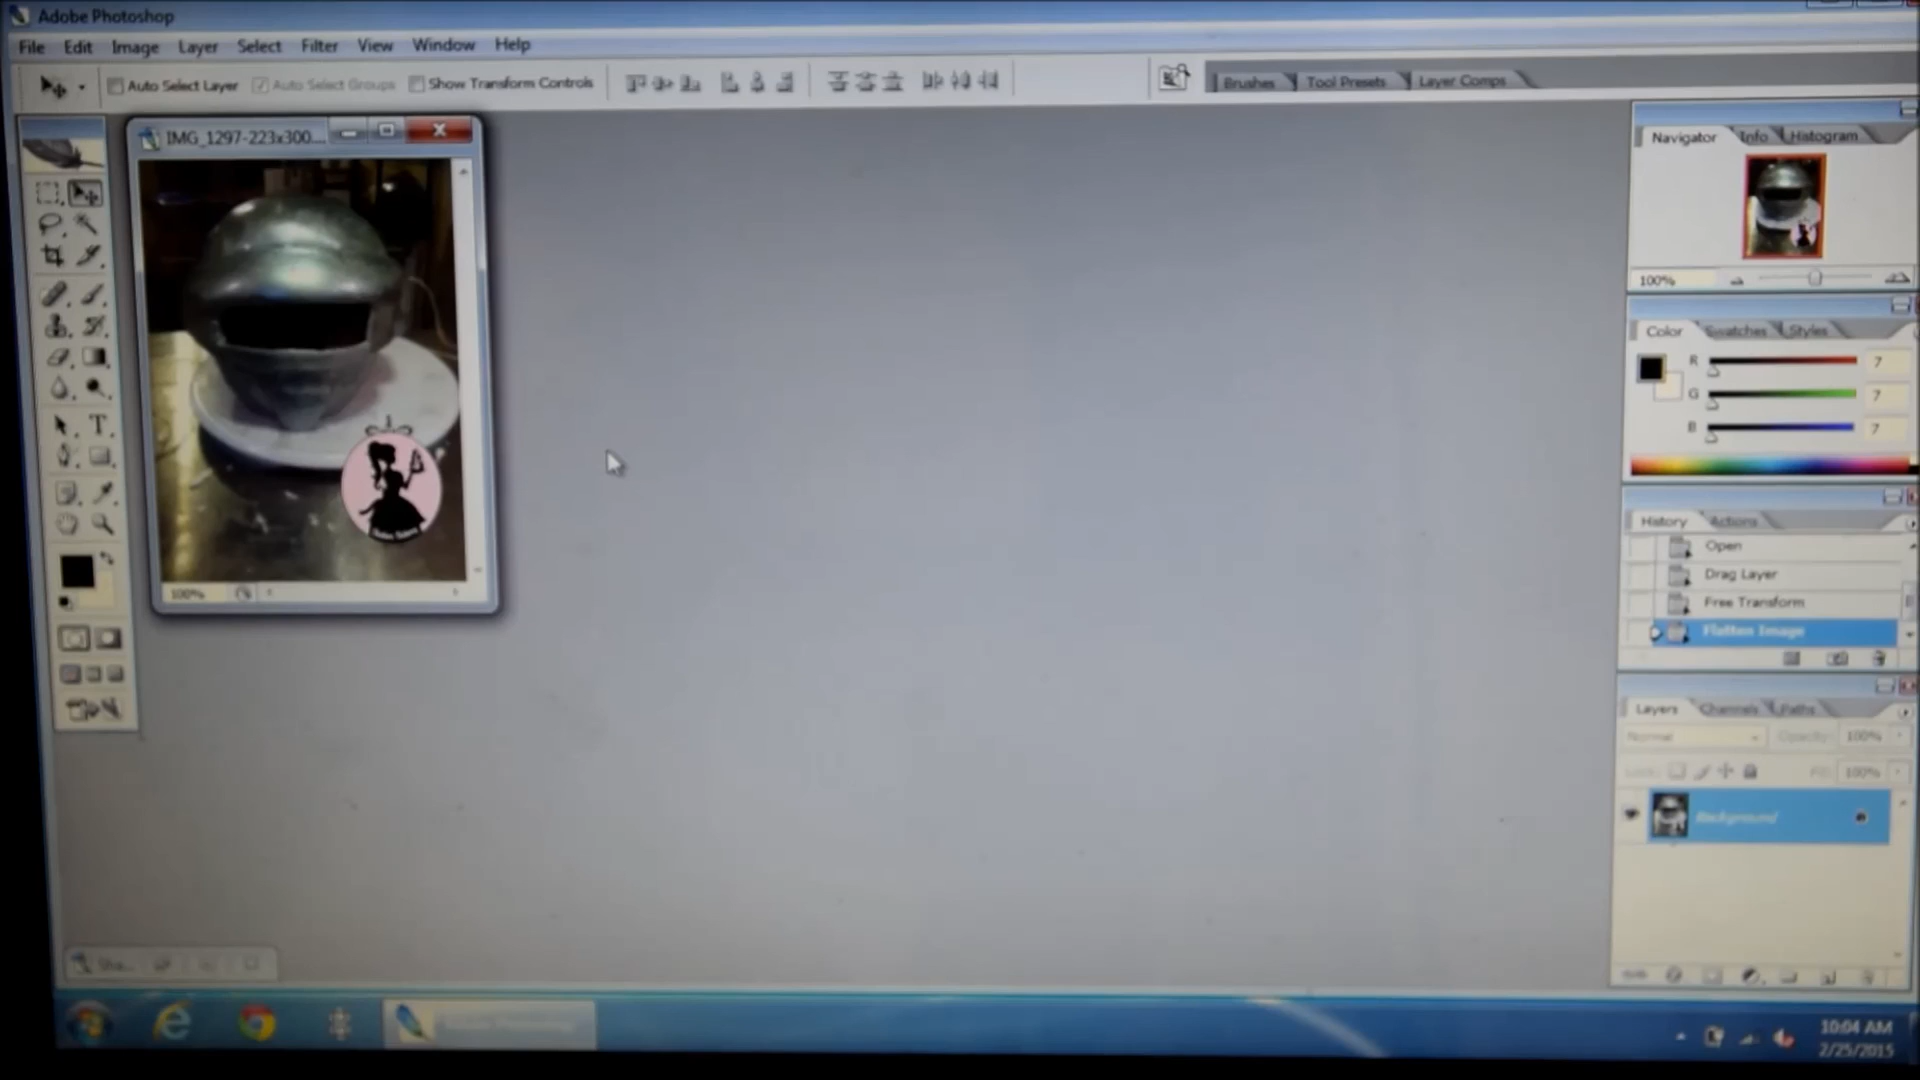 Adobe Photoshop
File Edit Image Layer Select Filter View Window Help
Auto Select Layer Auto Select Groups Show Transform Controls
Brushes Tool Presets Layer Comps
IMG_1297-223x300...
100%
Navigator Info Histogram
100%
Color Swatches Styles
R 7
G 7
B 7
History Actions
Open
Drag Layer
Free Transform
Flatten Image
Layers Channels Paths
Normal Opacity: 100%
Lock: Fill: 100%
Background
Sha...
10:04 AM
2/25/2015